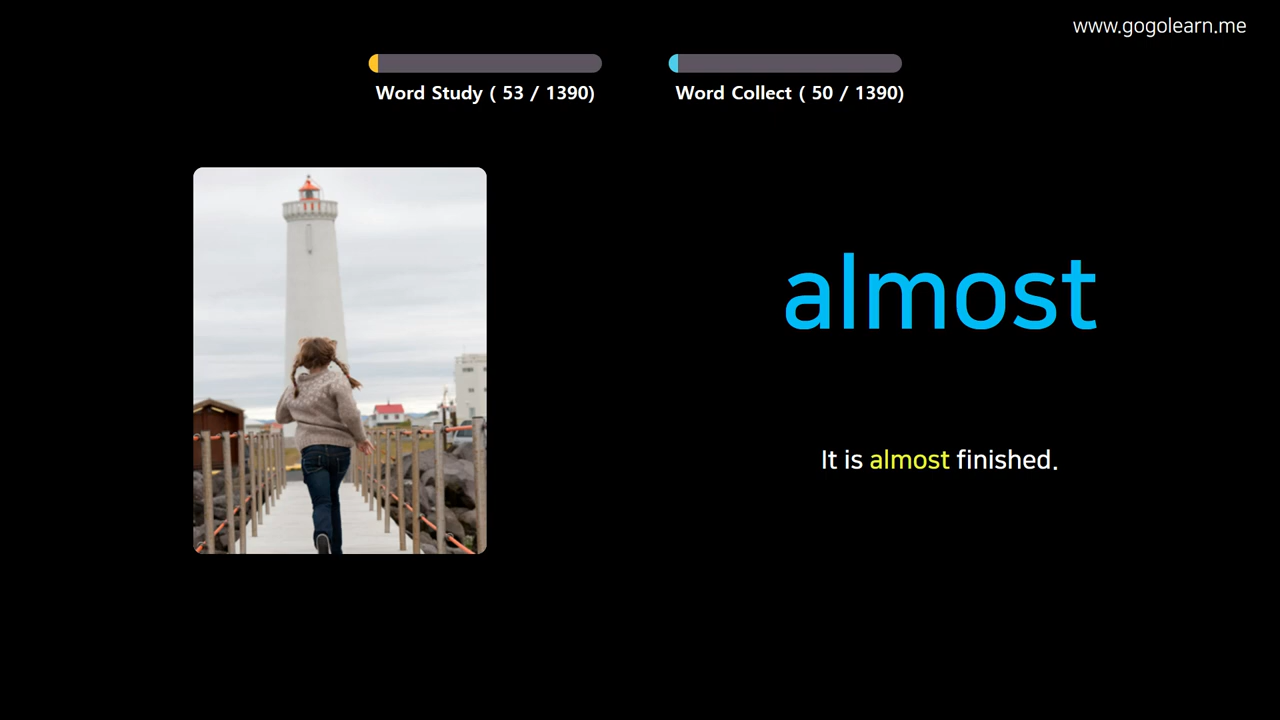 www.gogolearn.me
Word Study ( 53 / 1390)
Word Collect ( 50 / 1390)
almost
It is almost finished.